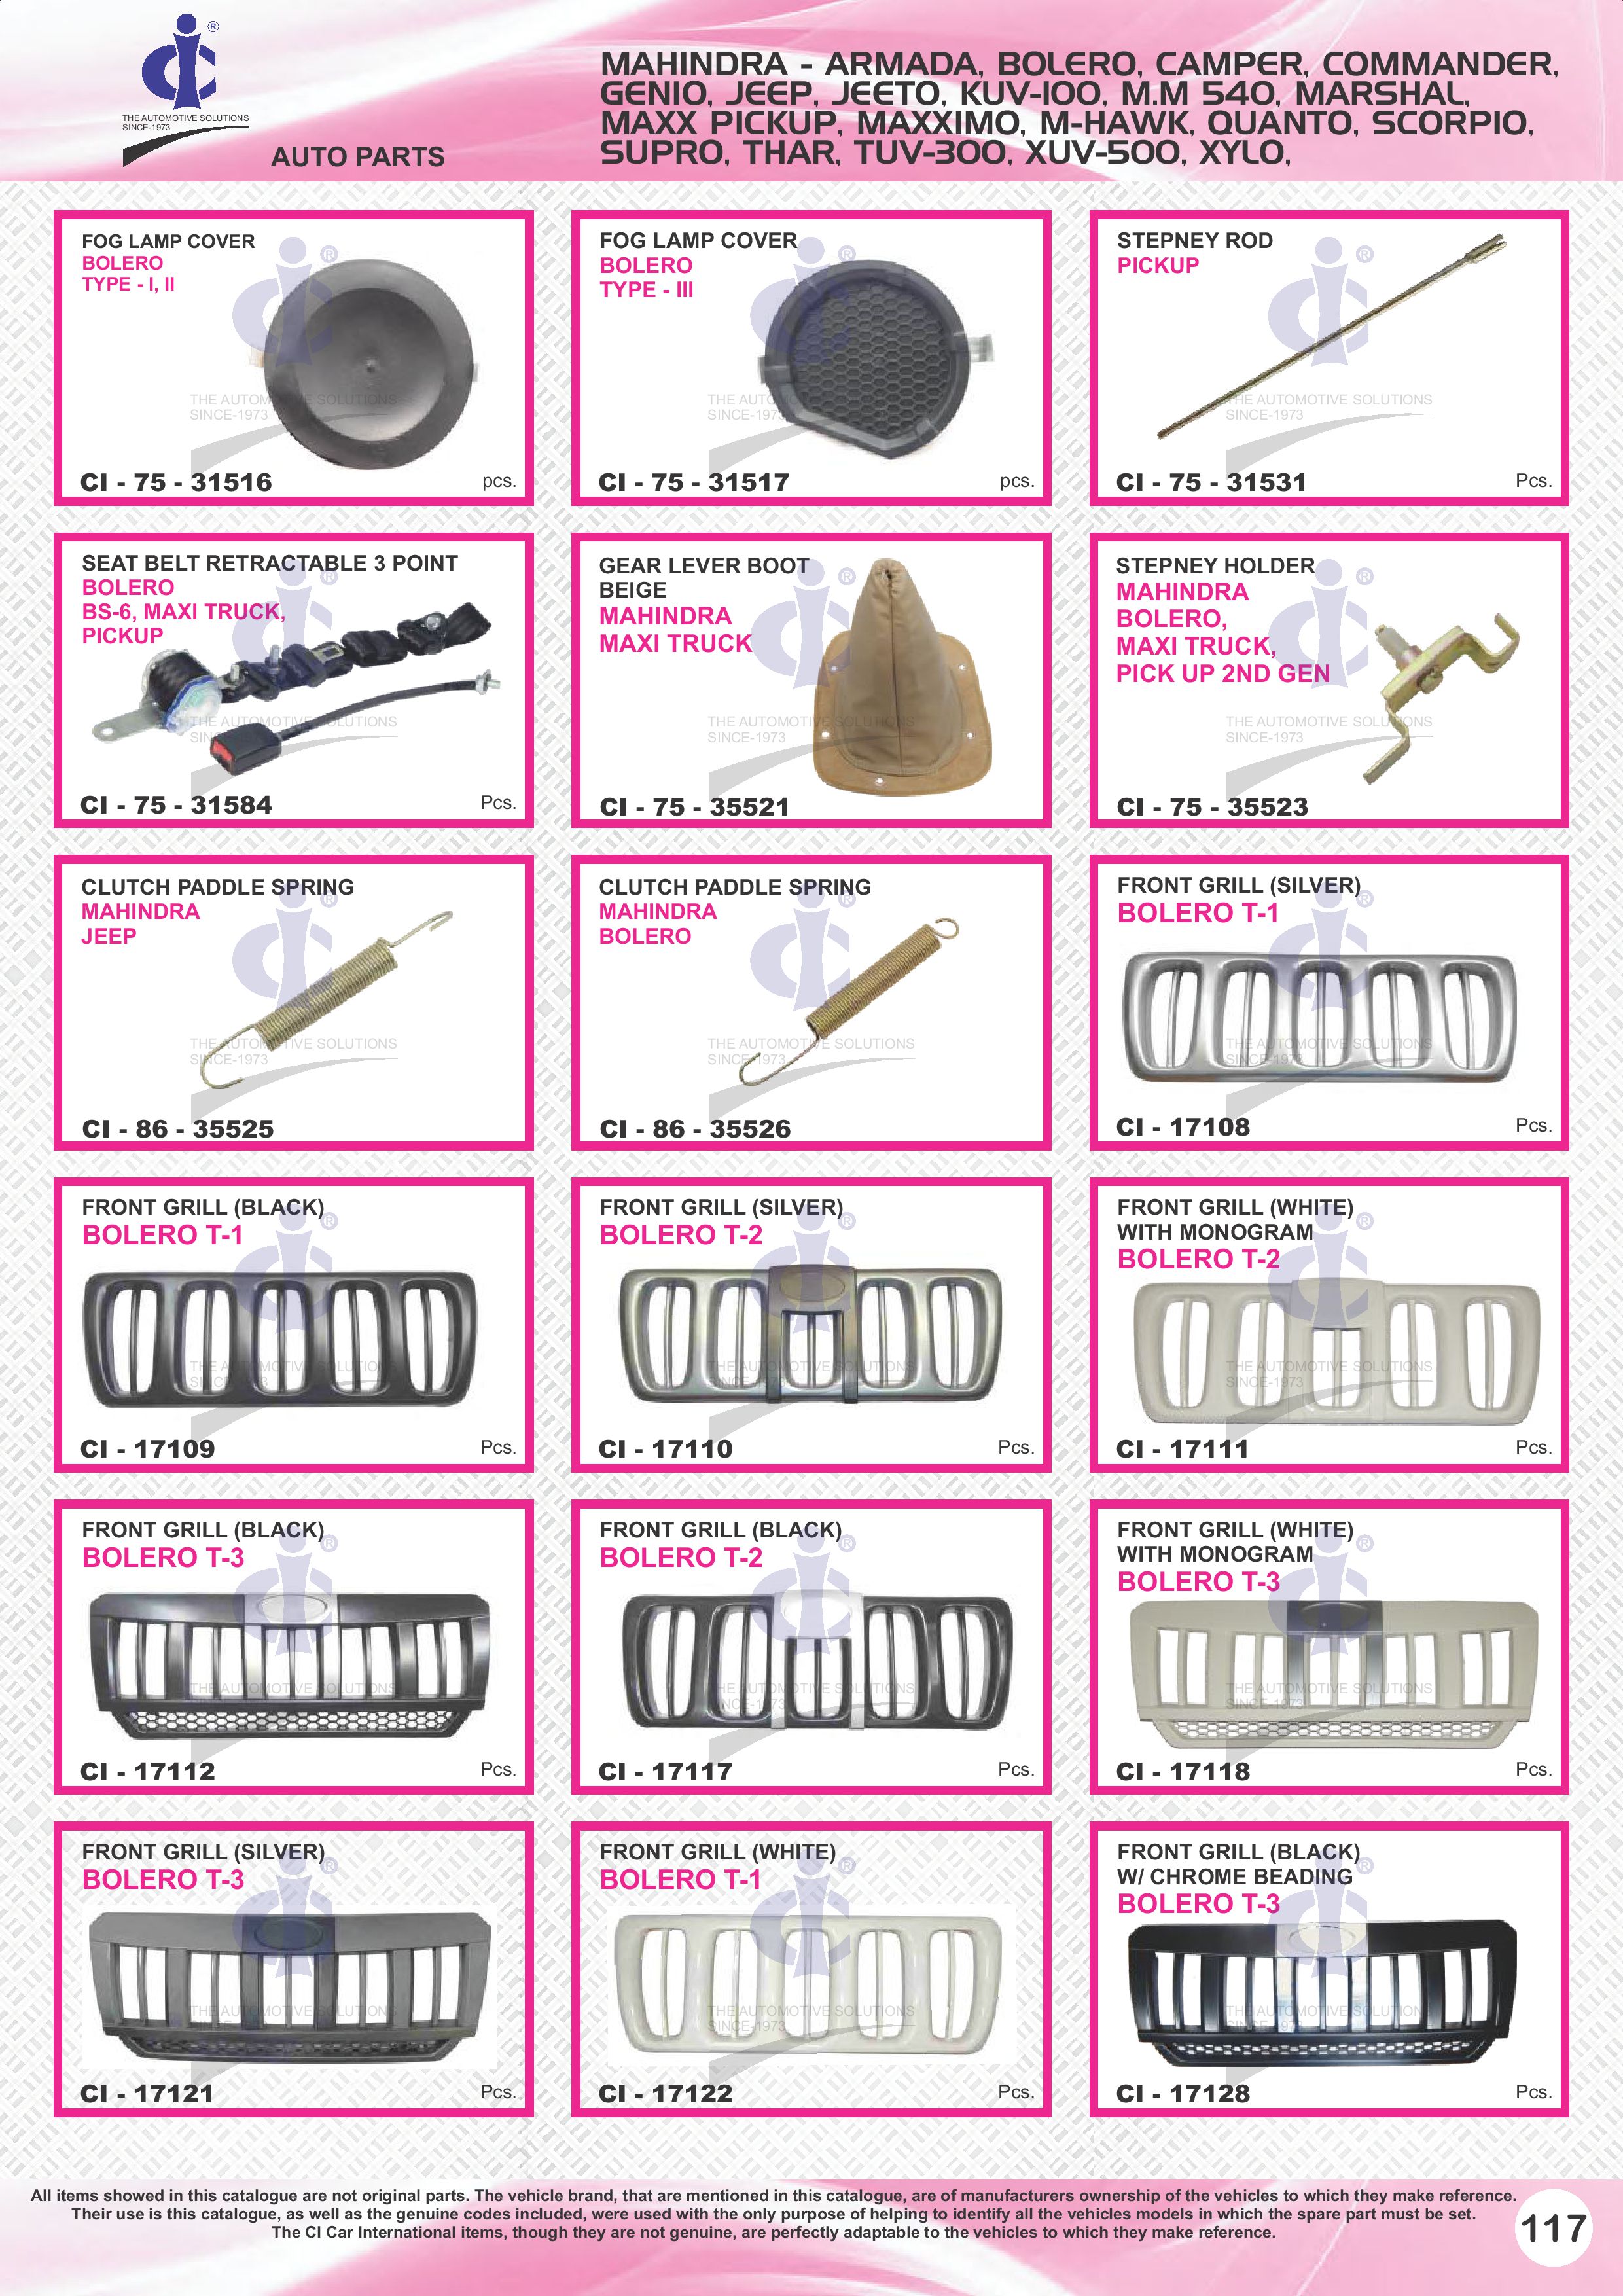 ®
THE AUTOMOTIVE SOLUTIONS
SINCE-1973
AUTO PARTS
MAHINDRA - ARMADA, BOLERO, CAMPER, COMMANDER,
GENIO, JEEP, JEETO, KUV-100, M.M 540, MARSHAL,
MAXX PICKUP, MAXXIMO, M-HAWK, QUANTO, SCORPIO,
SUPRO, THAR, TUV-300, XUV-500, XYLO,
FOG LAMP COVER
BOLERO
TYPE - I, II
CI - 75 - 31516
pcs.
FOG LAMP COVER
BOLERO
TYPE - III
CI - 75 - 31517
pcs.
STEPNEY ROD
PICKUP
CI - 75 - 31531
Pcs.
SEAT BELT RETRACTABLE 3 POINT
BOLERO
BS-6, MAXI TRUCK,
PICKUP
CI - 75 - 31584
Pcs.
GEAR LEVER BOOT
BEIGE
MAHINDRA
MAXI TRUCK
CI - 75 - 35521
STEPNEY HOLDER
MAHINDRA
BOLERO,
MAXI TRUCK,
PICK UP 2ND GEN
CI - 75 - 35523
CLUTCH PADDLE SPRING
MAHINDRA
JEEP
CI - 86 - 35525
CLUTCH PADDLE SPRING
MAHINDRA
BOLERO
CI - 86 - 35526
FRONT GRILL (SILVER)
BOLERO T-1
CI - 17108
Pcs.
FRONT GRILL (BLACK)
BOLERO T-1
CI - 17109
Pcs.
FRONT GRILL (SILVER)
BOLERO T-2
CI - 17110
Pcs.
FRONT GRILL (WHITE)
WITH MONOGRAM
BOLERO T-2
CI - 17111
Pcs.
FRONT GRILL (BLACK)
BOLERO T-3
CI - 17112
Pcs.
FRONT GRILL (BLACK)
BOLERO T-2
CI - 17117
Pcs.
FRONT GRILL (WHITE)
WITH MONOGRAM
BOLERO T-3
CI - 17118
Pcs.
FRONT GRILL (SILVER)
BOLERO T-3
CI - 17121
Pcs.
FRONT GRILL (WHITE)
BOLERO T-1
CI - 17122
Pcs.
FRONT GRILL (BLACK)
W/ CHROME BEADING
BOLERO T-3
CI - 17128
Pcs.
All items showed in this catalogue are not original parts. The vehicle brand, that are mentioned in this catalogue, are of manufacturers ownership of the vehicles to which they make reference.
Their use is this catalogue, as well as the genuine codes included, were used with the only purpose of helping to identify all the vehicles models in which the spare part must be set.
The CI Car International items, though they are not genuine, are perfectly adaptable to the vehicles to which they make reference.
117